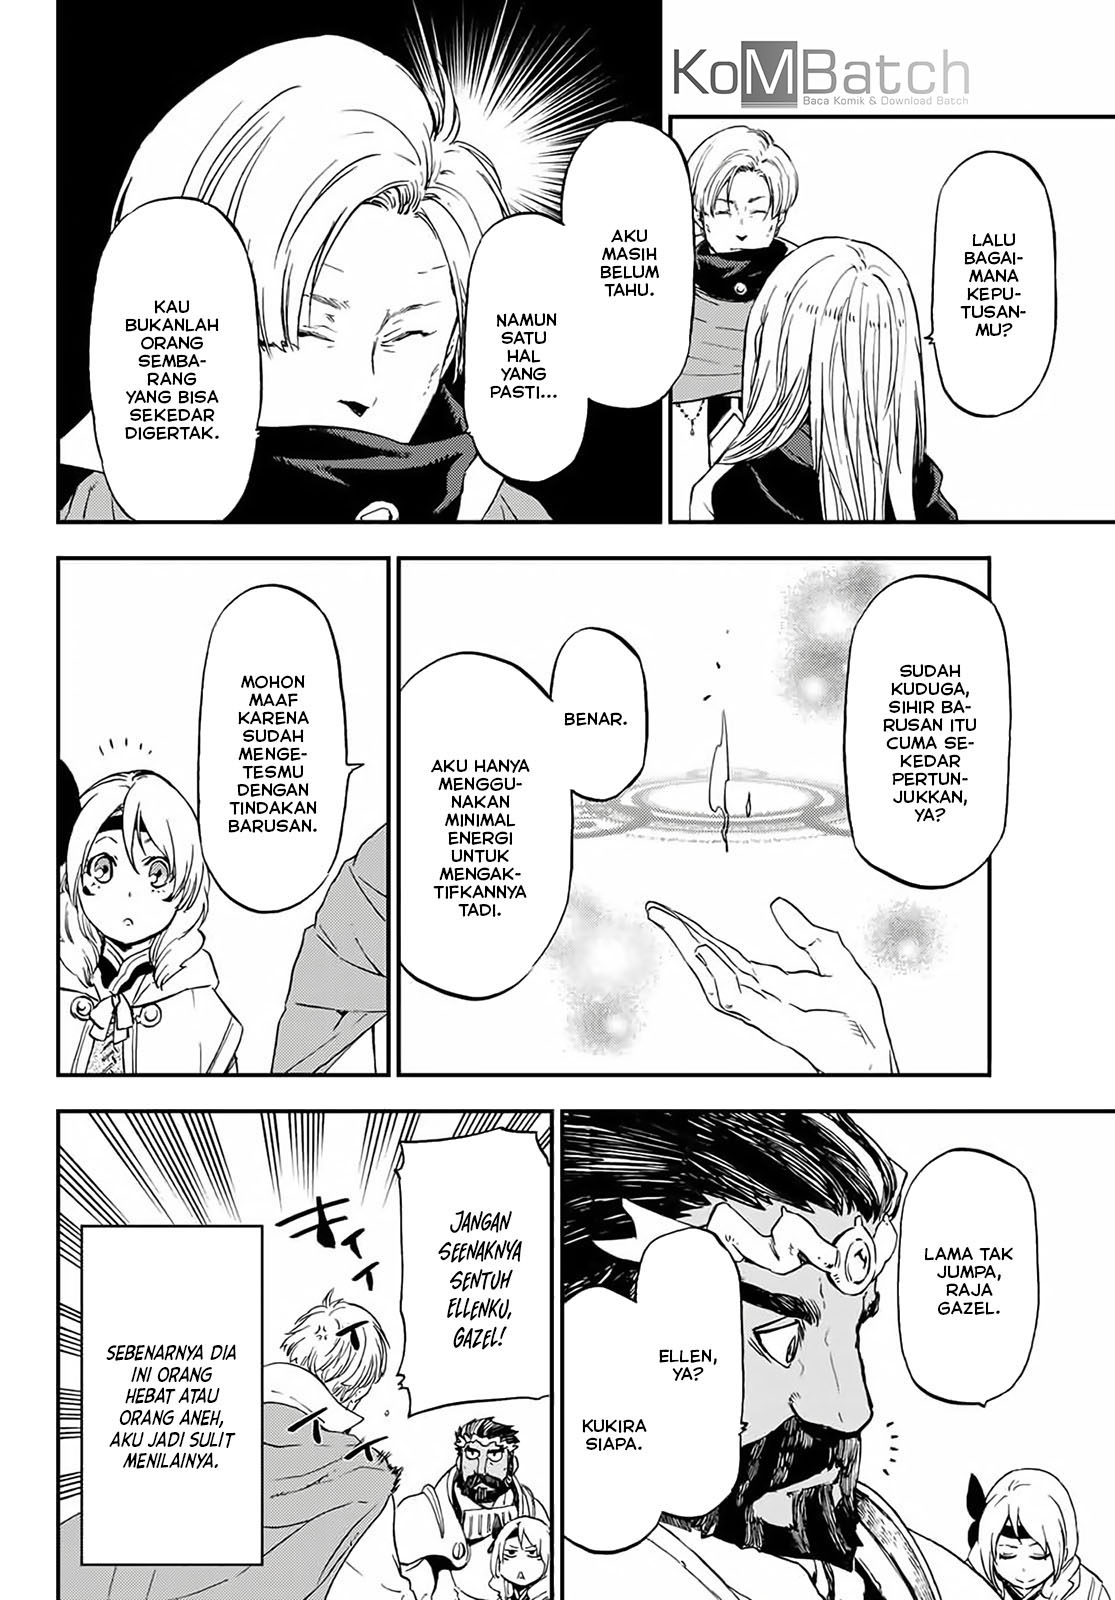 KoMBatch
Baca Komik & Download Batch
LALU
BAGAI-
MANA
KEPU-
TUSAN-
MU?
AKU
MASIH
BELUM
TAHU.
NAMUN
SATU
HAL
YANG
PASTI...
KAU
BUKANLAH
ORANG
SEMBA-
RANG
YANG BISA
SEKEDAR
DIGERTAK.
SUDAH
KUDUGA,
SIHIR BA-
RUSAN ITU
CUMA SE-
KEDAR
PERTUN-
JUKKAN,
YA?
BENAR.
AKU HANYA
MENGGU-
NAKAN
MINIMAL
ENERGI
UNTUK
MENGAK-
TIFKANNYA
TADI.
MOHON
MAAF
KARENA
SUDAH
MENGE-
TESMU
DENGAN
TINDAKAN
BARUSAN.
LAMA TAK
JUMPA,
RAJA
GAZEL.
ELLEN,
YA?
KUKIRA
SIAPA.
JANGAN
SEENAKNYA
SENTUH
ELLENKU,
GAZEL!
SEBENARNYA DIA
INI ORANG
HEBAT ATAU
ORANG ANEH,
AKU JADI SULIT
MENILAINYA.